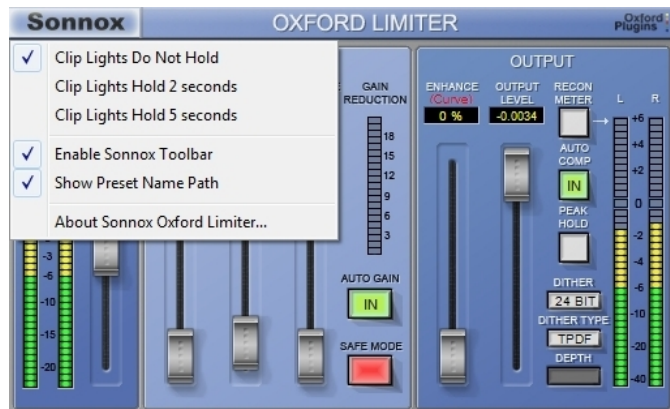 Sonnox OXFORD LIMITER Oxford Plugins
Clip Lights Do Not Hold
Clip Lights Hold 2 seconds
Clip Lights Hold 5 seconds
Enable Sonnox Toolbar
Show Preset Name Path
About Sonnox Oxford Limiter...
-3
-6
-10
-15
-20
GAIN
REDUCTION
18
15
12
9
6
3
AUTO GAIN
IN
SAFE MODE
OUTPUT
ENHANCE
(Curve)
0 %
OUTPUT
LEVEL
-0.0034
RECON
METER
AUTO
COMP
IN
PEAK
HOLD
DITHER
24 BIT
DITHER TYPE
TPDF
DEPTH
L R
+6
+4
+2
0
-2
-4
-6
-10
-20
-40